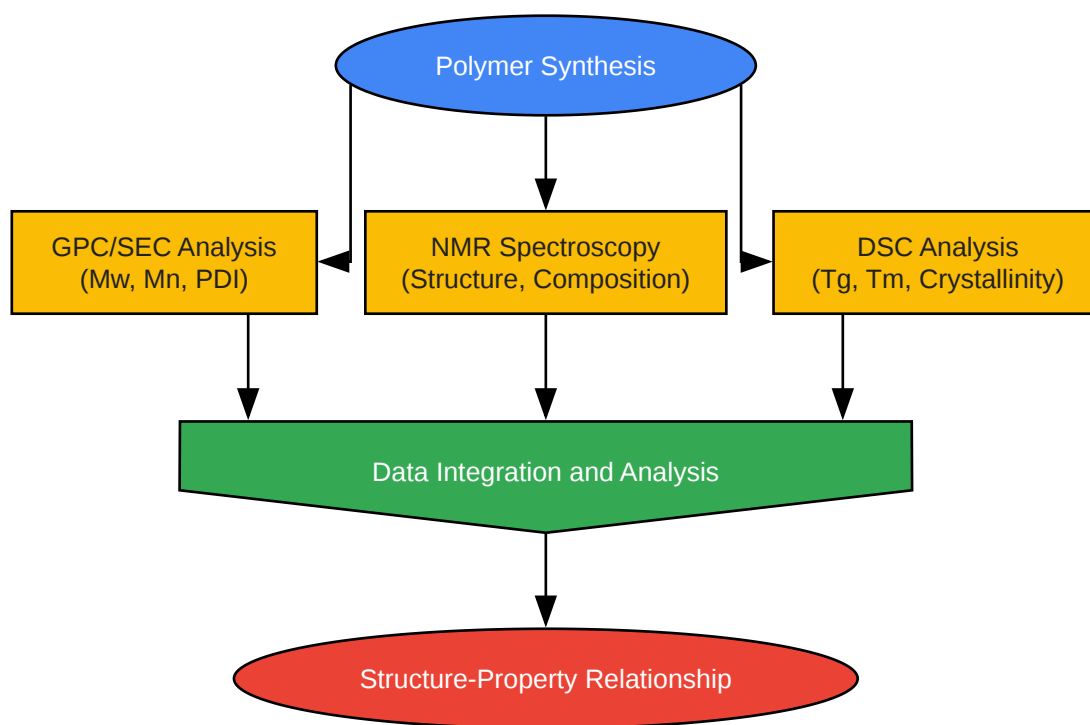 Polymer Synthesis
GPC/SEC Analysis
(Mw, Mn, PDI)
NMR Spectroscopy
(Structure, Composition)
DSC Analysis
(Tg, Tm, Crystallinity)
Data Integration and Analysis
Structure-Property Relationship